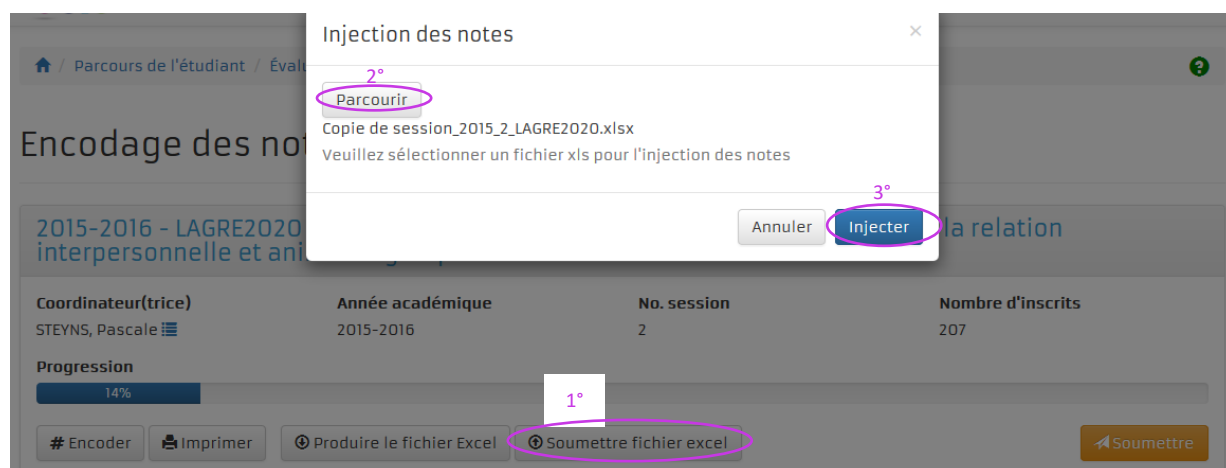 Injection des notes
×
/ Parcours de l'étudiant / Évalu
2°
Parcourir
Copie de session_2015_2_LAGRE2020.xlsx
Veuillez sélectionner un fichier xls pour l'injection des notes
Encodage des not
3°
Annuler Injecter
2015-2016 - LAGRE2020 la relation
interpersonnelle et ani
Coordinateur(trice) Année académique No. session Nombre d'inscrits
STEYNS, Pascale 2015-2016 2 207
Progression
14%
1°
# Encoder Imprimer Produire le fichier Excel Soumettre fichier excel Soumettre